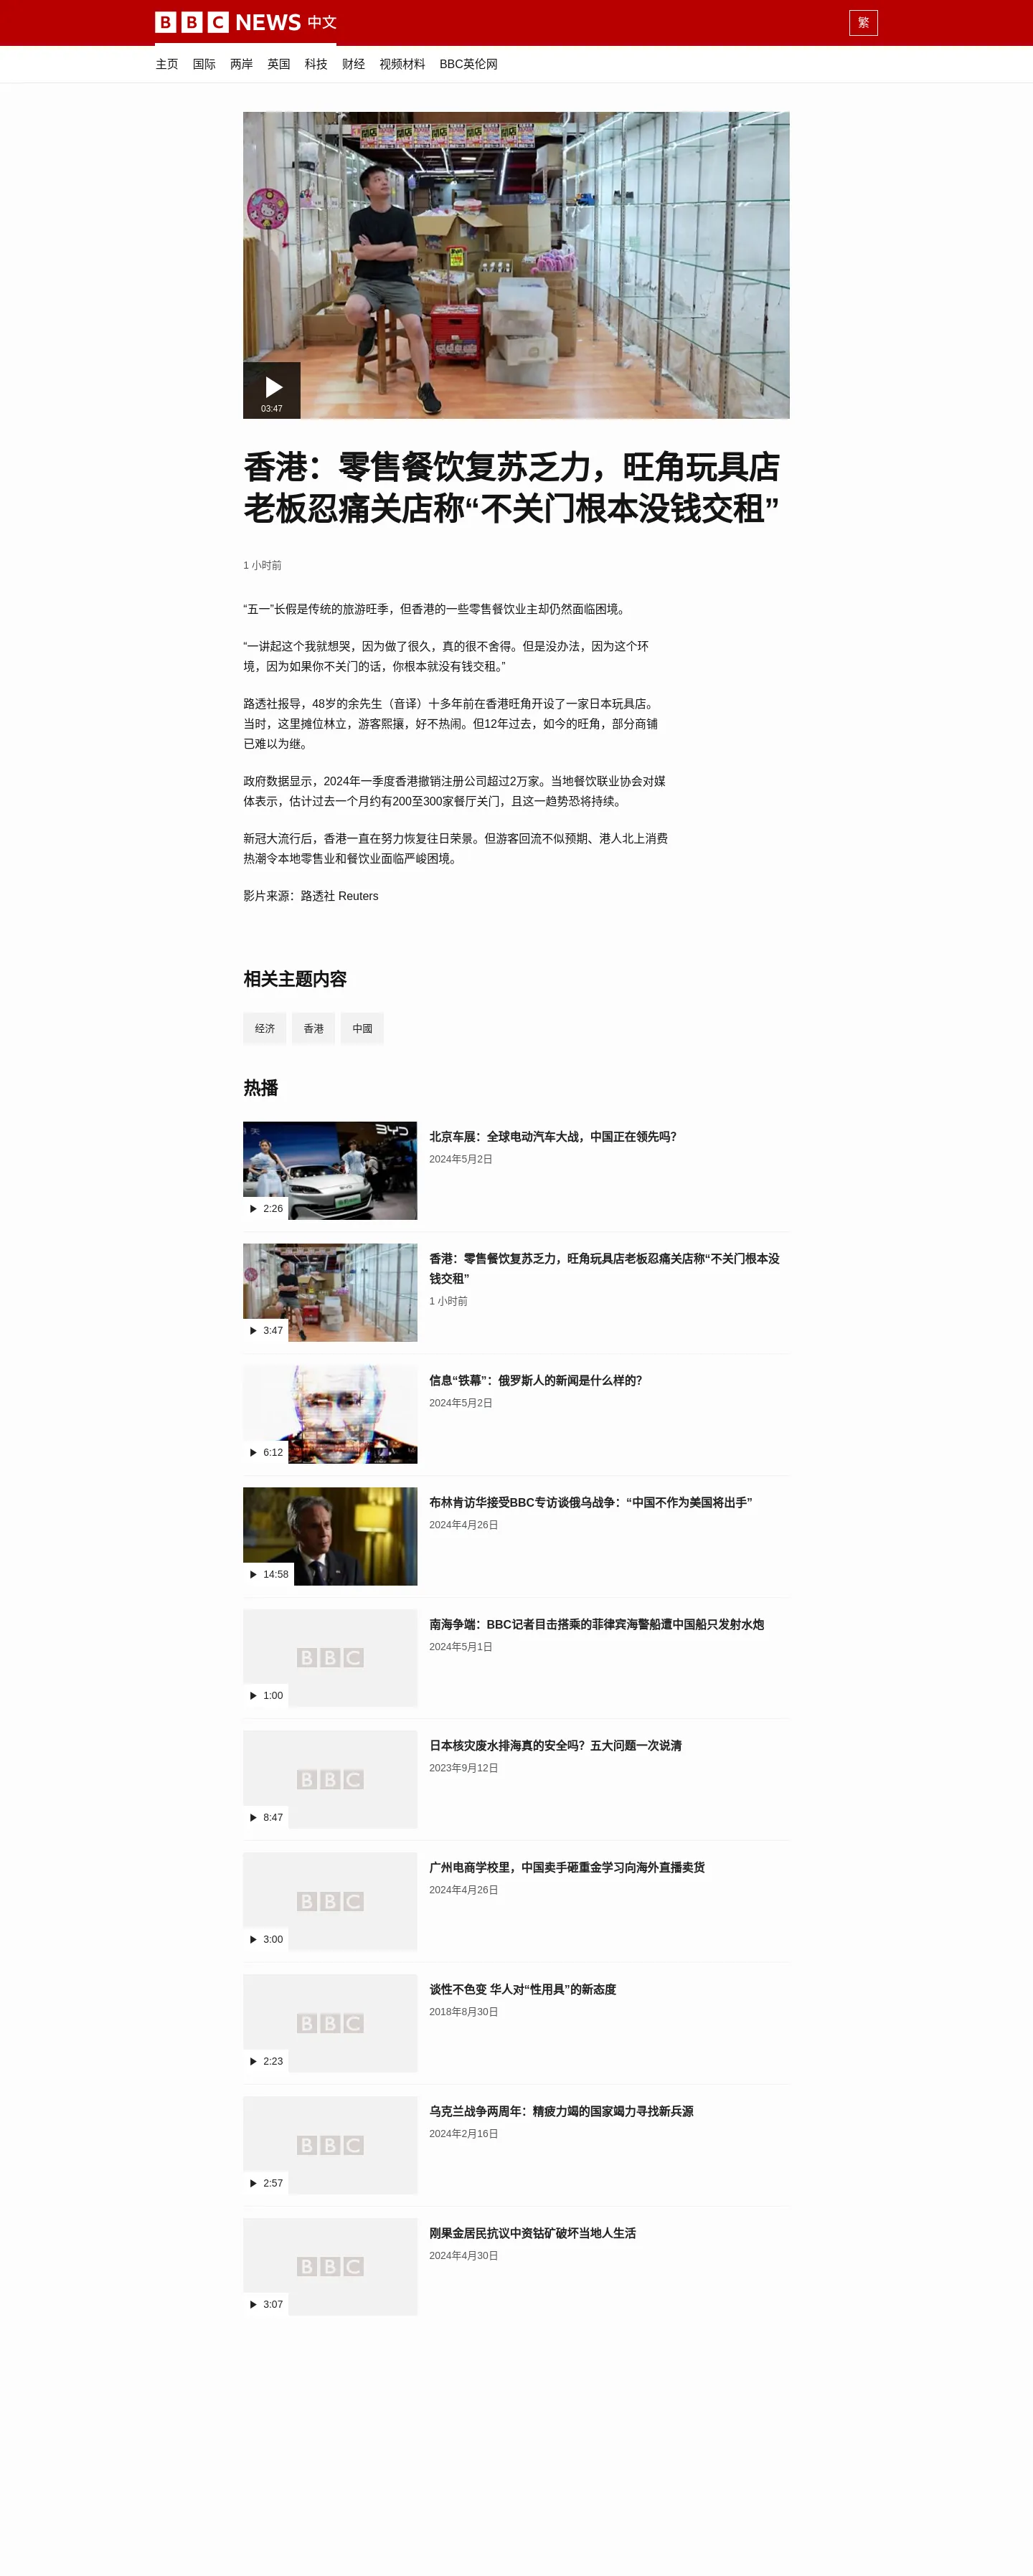 BBC NEWS 中文
繁
主页 国际 两岸 英国 科技 财经 视频材料 BBC英伦网
03:47
香港：零售餐饮复苏乏力，旺角玩具店
老板忍痛关店称“不关门根本没钱交租”
1 小时前
“五一”长假是传统的旅游旺季，但香港的一些零售餐饮业主却仍然面临困境。
“一讲起这个我就想哭，因为做了很久，真的很不舍得。但是没办法，因为这个环
境，因为如果你不关门的话，你根本就没有钱交租。”
路透社报导，48岁的余先生（音译）十多年前在香港旺角开设了一家日本玩具店。
当时，这里摊位林立，游客熙攘，好不热闹。但12年过去，如今的旺角，部分商铺
已难以为继。
政府数据显示，2024年一季度香港撤销注册公司超过2万家。当地餐饮联业协会对媒
体表示，估计过去一个月约有200至300家餐厅关门，且这一趋势恐将持续。
新冠大流行后，香港一直在努力恢复往日荣景。但游客回流不似预期、港人北上消费
热潮令本地零售业和餐饮业面临严峻困境。
影片来源：路透社 Reuters
相关主题内容
经济 香港 中國
热播
BYD
2:26
北京车展：全球电动汽车大战，中国正在领先吗？
2024年5月2日
3:47
香港：零售餐饮复苏乏力，旺角玩具店老板忍痛关店称“不关门根本没
钱交租”
1 小时前
6:12
信息“铁幕”：俄罗斯人的新闻是什么样的？
2024年5月2日
14:58
布林肯访华接受BBC专访谈俄乌战争：“中国不作为美国将出手”
2024年4月26日
BBC
1:00
南海争端：BBC记者目击搭乘的菲律宾海警船遭中国船只发射水炮
2024年5月1日
BBC
8:47
日本核灾废水排海真的安全吗？五大问题一次说清
2023年9月12日
BBC
3:00
广州电商学校里，中国卖手砸重金学习向海外直播卖货
2024年4月26日
BBC
2:23
谈性不色变 华人对“性用具”的新态度
2018年8月30日
BBC
2:57
乌克兰战争两周年：精疲力竭的国家竭力寻找新兵源
2024年2月16日
BBC
3:07
刚果金居民抗议中资钴矿破坏当地人生活
2024年4月30日